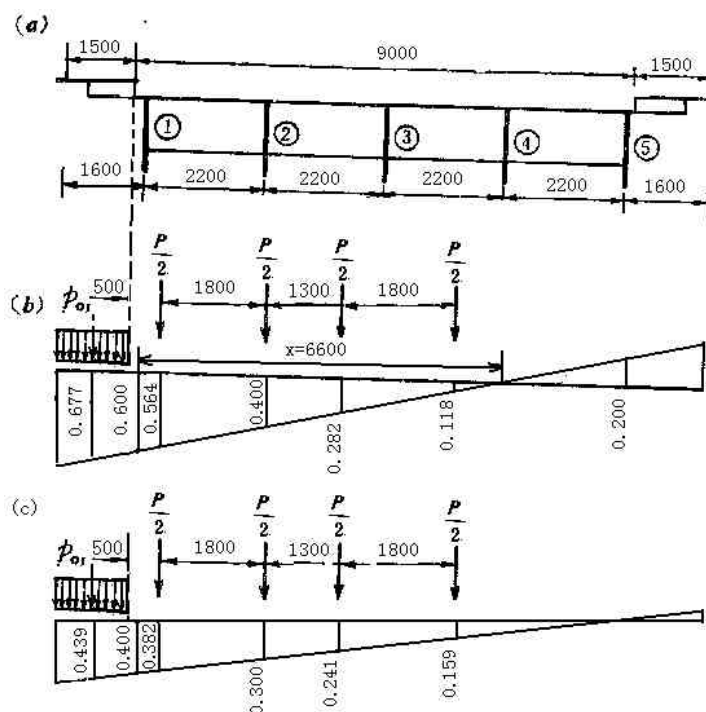 (a)
1500 9000 1500
① ② ③ ④ ⑤
1600 2200 2200 2200 2200 1600
(b)
P/2 P/2 P/2 P/2
500 1800 1300 1800
x=6600
0.677 0.600 0.564 0.400 0.282 0.118 0.200
(c)
P/2 P/2 P/2 P/2
500 1800 1300 1800
0.439 0.400 0.382 0.300 0.241 0.159